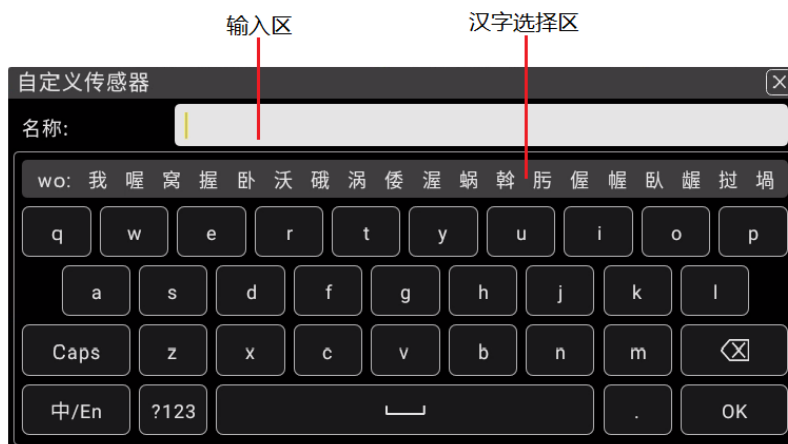 输入区 汉字选择区
自定义传感器
名称:
wo: 我 喔 窝 握 卧 沃 硪 涡 倭 渥 蜗 斡 肟 偓 幄 臥 龌 挝 堝
q w e r t y u i o p
a s d f g h j k l
Caps z x c v b n m
中/En ?123 . OK